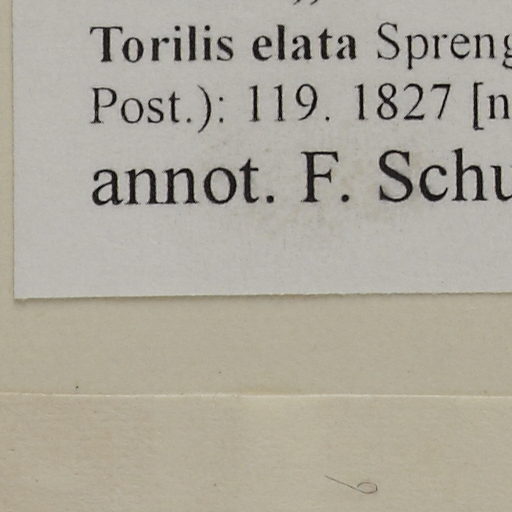 Torilis elata Spreng
Post.): 119. 1827 [n
annot. F. Schu